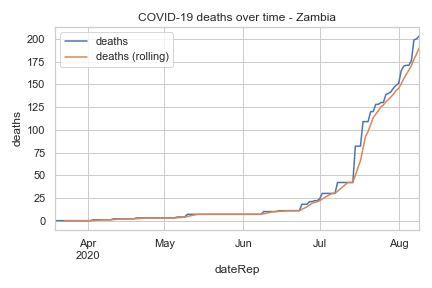 COVID-19 deaths over time - Zambia
deaths
deaths (rolling)
200
175
150
125
100
75
50
25
0
deaths
Apr
2020
May
Jun
Jul
Aug
dateRep